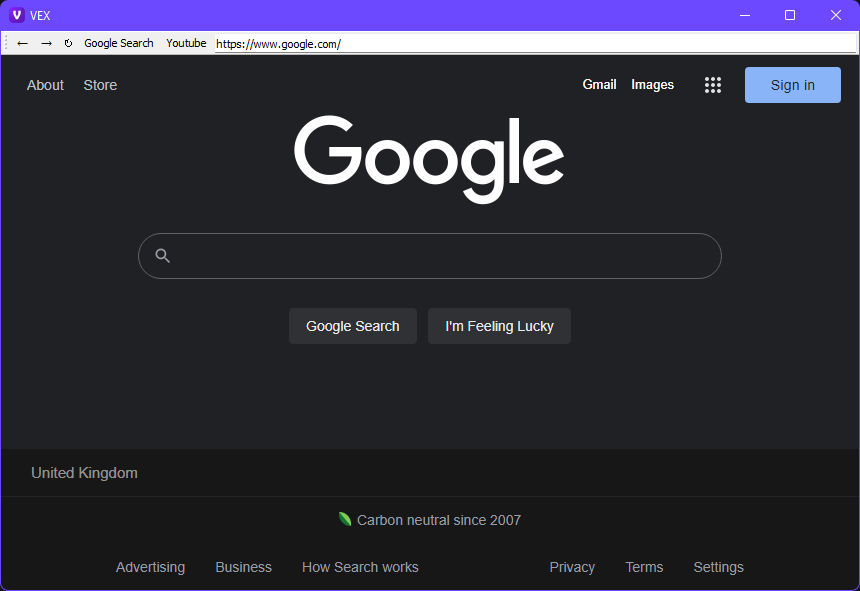 VEX
← → ↻ Google Search Youtube https://www.google.com/
About Store Gmail Images Sign in
Google
Google Search I'm Feeling Lucky
United Kingdom
Carbon neutral since 2007
Advertising Business How Search works Privacy Terms Settings